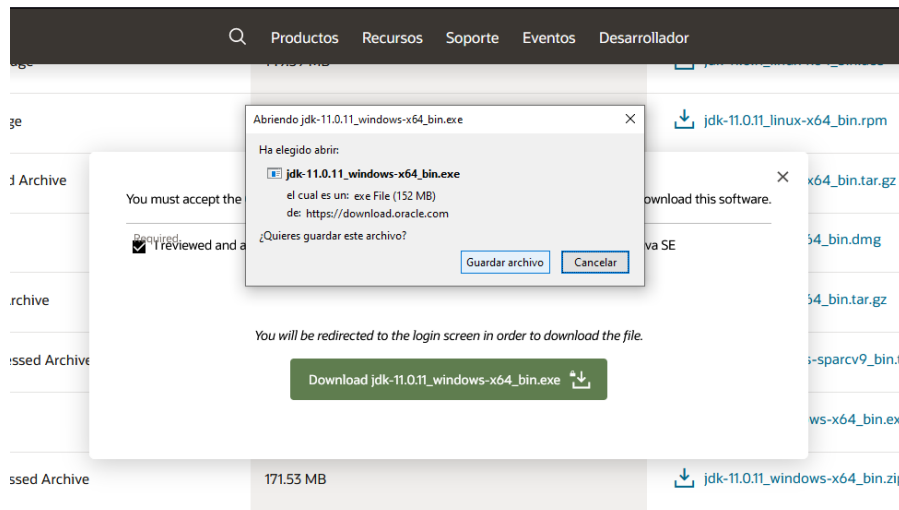 Productos Recursos Soporte Eventos Desarrollador
jdk-11.0.11_linux-x64_bin.rpm
Abriendo jdk-11.0.11_windows-x64_bin.exe
Ha elegido abrir:
jdk-11.0.11_windows-x64_bin.exe
el cual es un: exe File (152 MB)
de: https://download.oracle.com
¿Quieres guardar este archivo?
Guardar archivo Cancelar
d Archive x64_bin.tar.gz
You must accept the ownload this software.
Required
I reviewed and a va SE
64_bin.dmg
rchive 64_bin.tar.gz
You will be redirected to the login screen in order to download the file.
essed Archive s-sparcv9_bin.t
Download jdk-11.0.11_windows-x64_bin.exe
ws-x64_bin.ex
ssed Archive 171.53 MB jdk-11.0.11_windows-x64_bin.zip